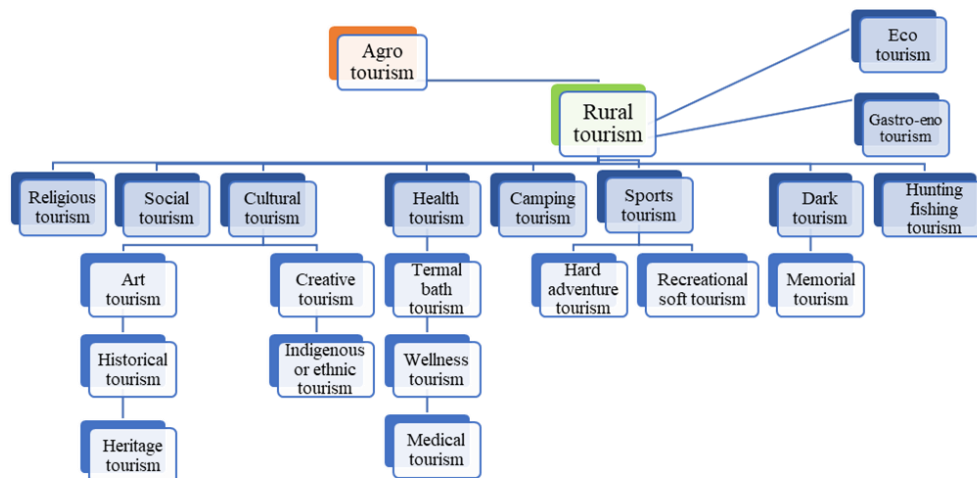 Agro
tourism
Eco
tourism
Rural
tourism
Gastro-eno
tourism
Religious
tourism
Social
tourism
Cultural
tourism
Health
tourism
Camping
tourism
Sports
tourism
Dark
tourism
Hunting
fishing
tourism
Art
tourism
Creative
tourism
Termal
bath
tourism
Hard
adventure
tourism
Recreational
soft tourism
Memorial
tourism
Historical
tourism
Indigenous
or ethnic
tourism
Wellness
tourism
Heritage
tourism
Medical
tourism